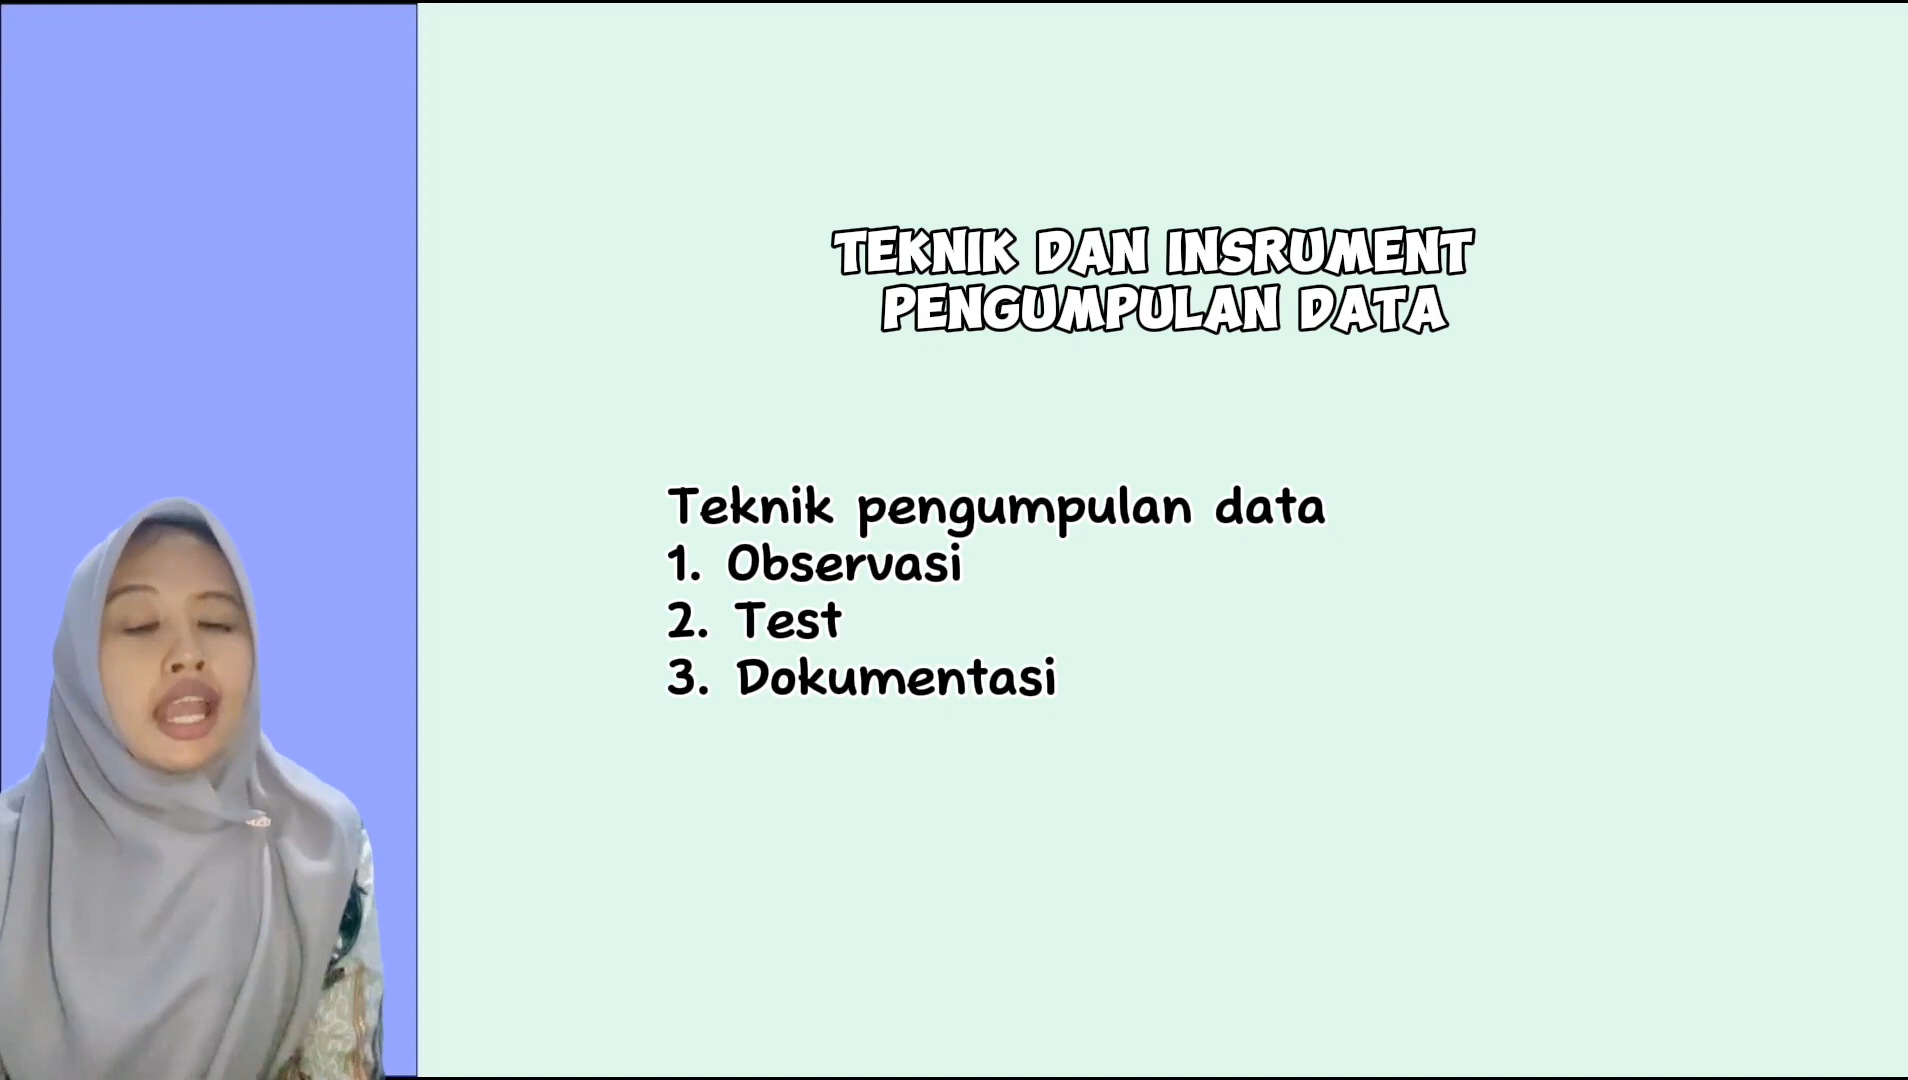 TEKNIK DAN INSRUMENT
PENGUMPULAN DATA
Teknik pengumpulan data
1. Observasi
2. Test
3. Dokumentasi